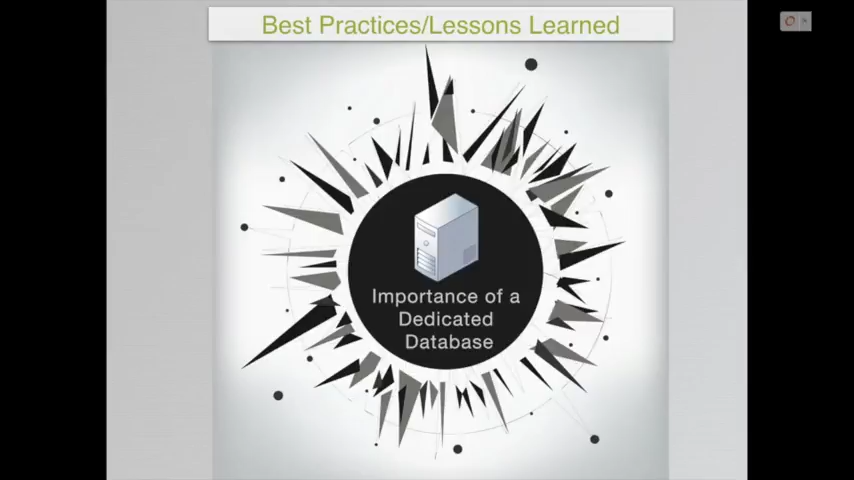 Best Practices/Lessons Learned
Importance of a
Dedicated
Database